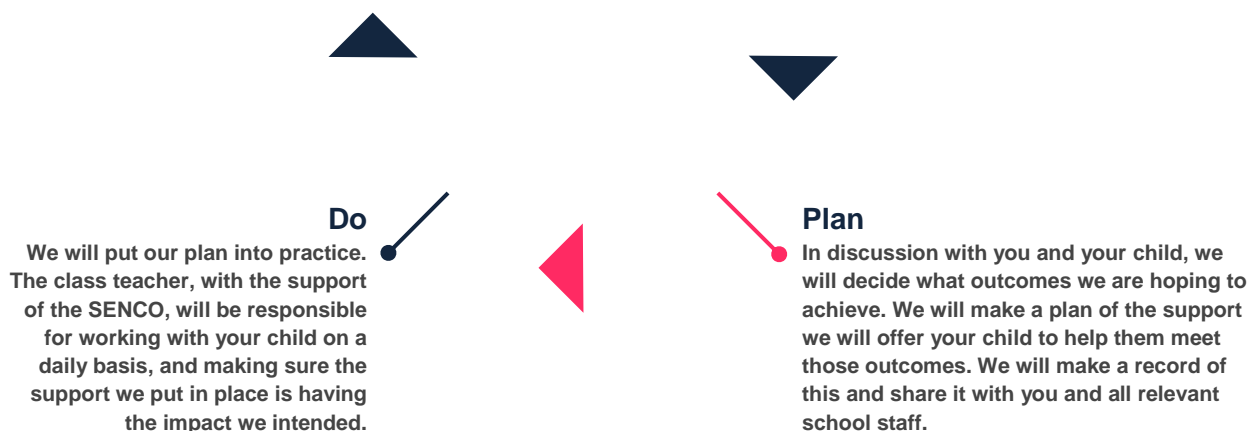 Do
We will put our plan into practice.
The class teacher, with the support
of the SENCO, will be responsible
for working with your child on a
daily basis, and making sure the
support we put in place is having
the impact we intended.
Plan
In discussion with you and your child, we
will decide what outcomes we are hoping to
achieve. We will make a plan of the support
we will offer your child to help them meet
those outcomes. We will make a record of
this and share it with you and all relevant
school staff.